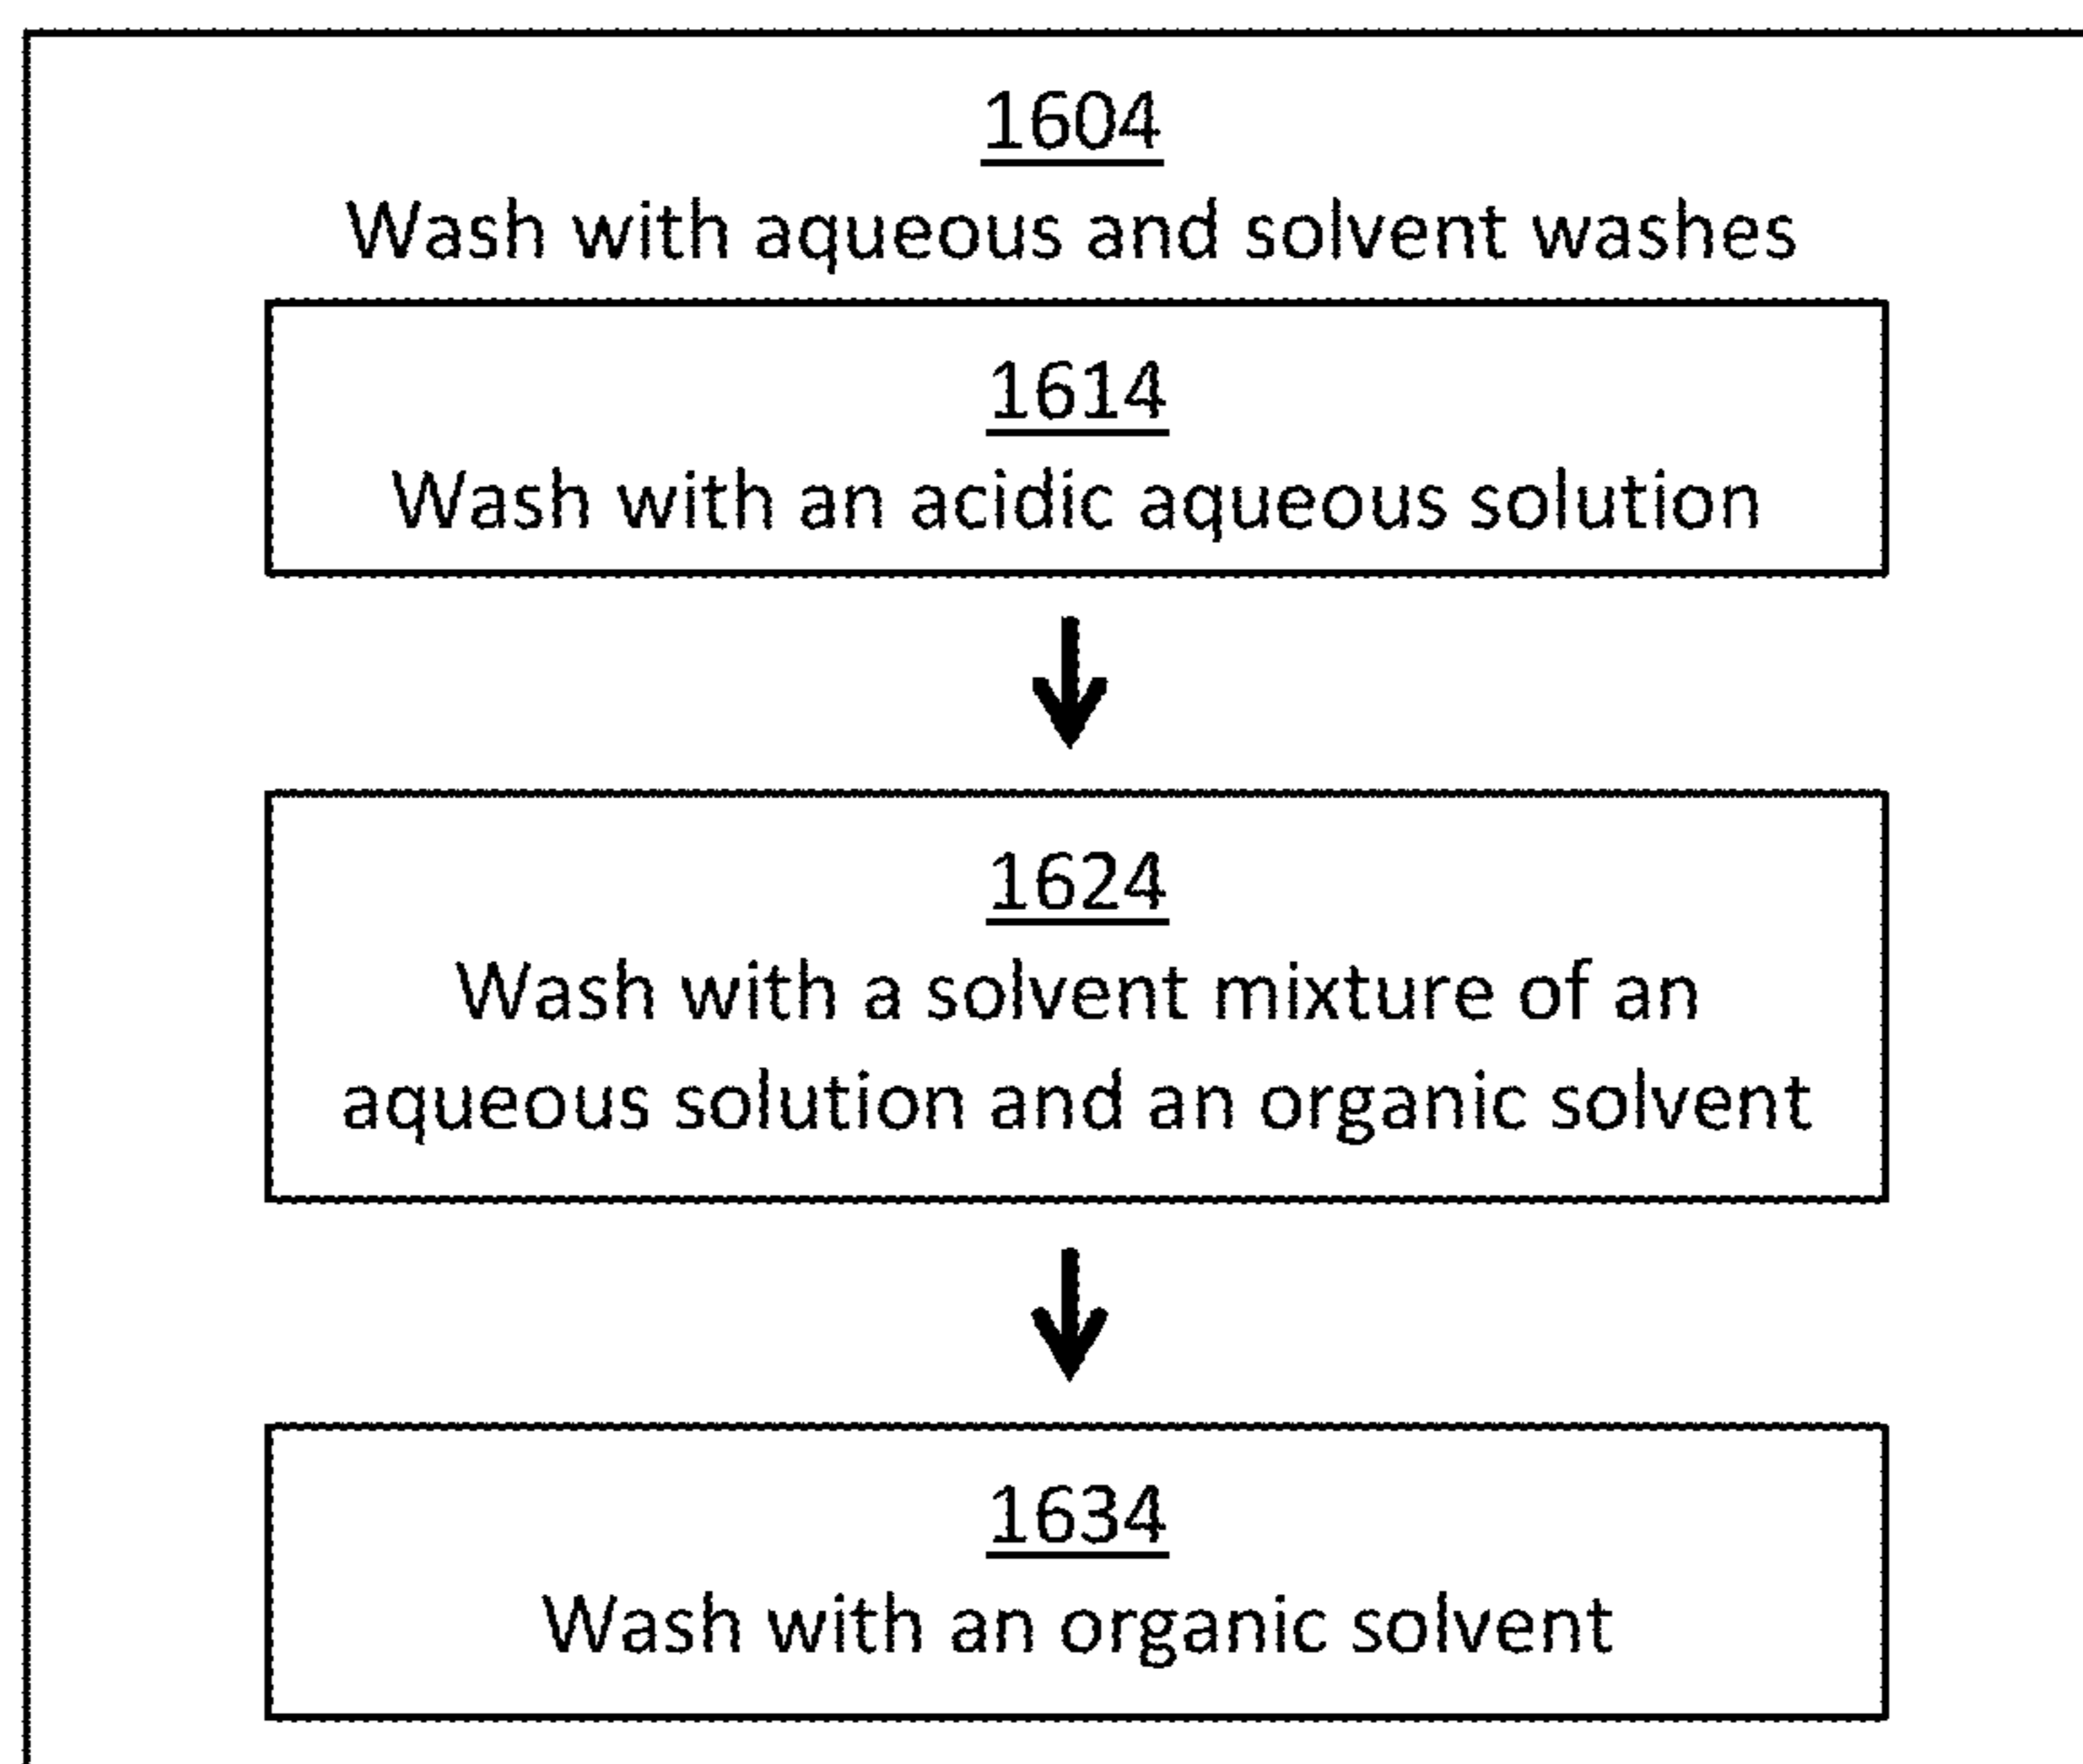 1604
Wash with aqueous and solvent washes
1614
Wash with an acidic aqueous solution
1624
Wash with a solvent mixture of an
aqueous solution and an organic solvent
1634
Wash with an organic solvent